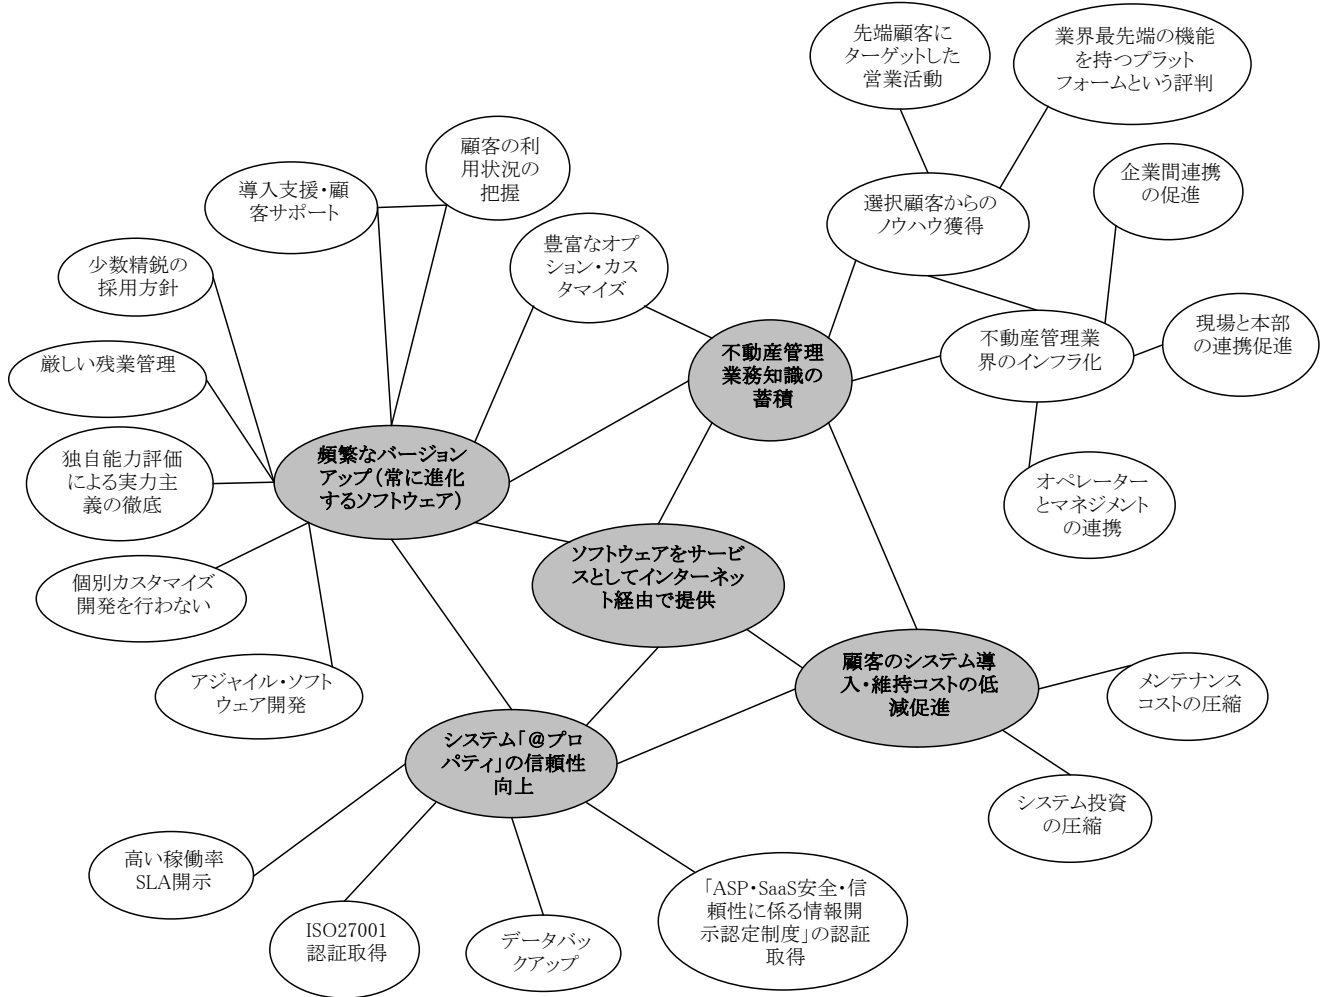 先端顧客に
ターゲットした
営業活動
業界最先端の機能
を持つプラット
フォームという評判
顧客の利
用状況の
把握
導入支援・顧
客サポート
企業間連携
の促進
選択顧客からの
ノウハウ獲得
豊富なオプ
ション・カス
タマイズ
少数精鋭の
採用方針
不動産管理業
界のインフラ化
現場と本部
の連携促進
厳しい残業管理
不動産管理
業務知識の
蓄積
独自能力評価
による実力主
義の徹底
頻繁なバージョン
アップ（常に進化
するソフトウェア）
オペレーター
とマネジメント
の連携
個別カスタマイズ
開発を行わない
ソフトウェアをサービ
スとしてインターネッ
ト経由で提供
アジャイル・ソフト
ウェア開発
顧客のシステム導
入・維持コストの低
減促進
メンテナンス
コストの圧縮
システム「＠プロ
パティ」の信頼性
向上
システム投資
の圧縮
高い稼働率
SLA開示
ISO27001
認証取得
データバッ
クアップ
「ASP・SaaS安全・信
頼性に係る情報開
示認定制度」の認証
取得